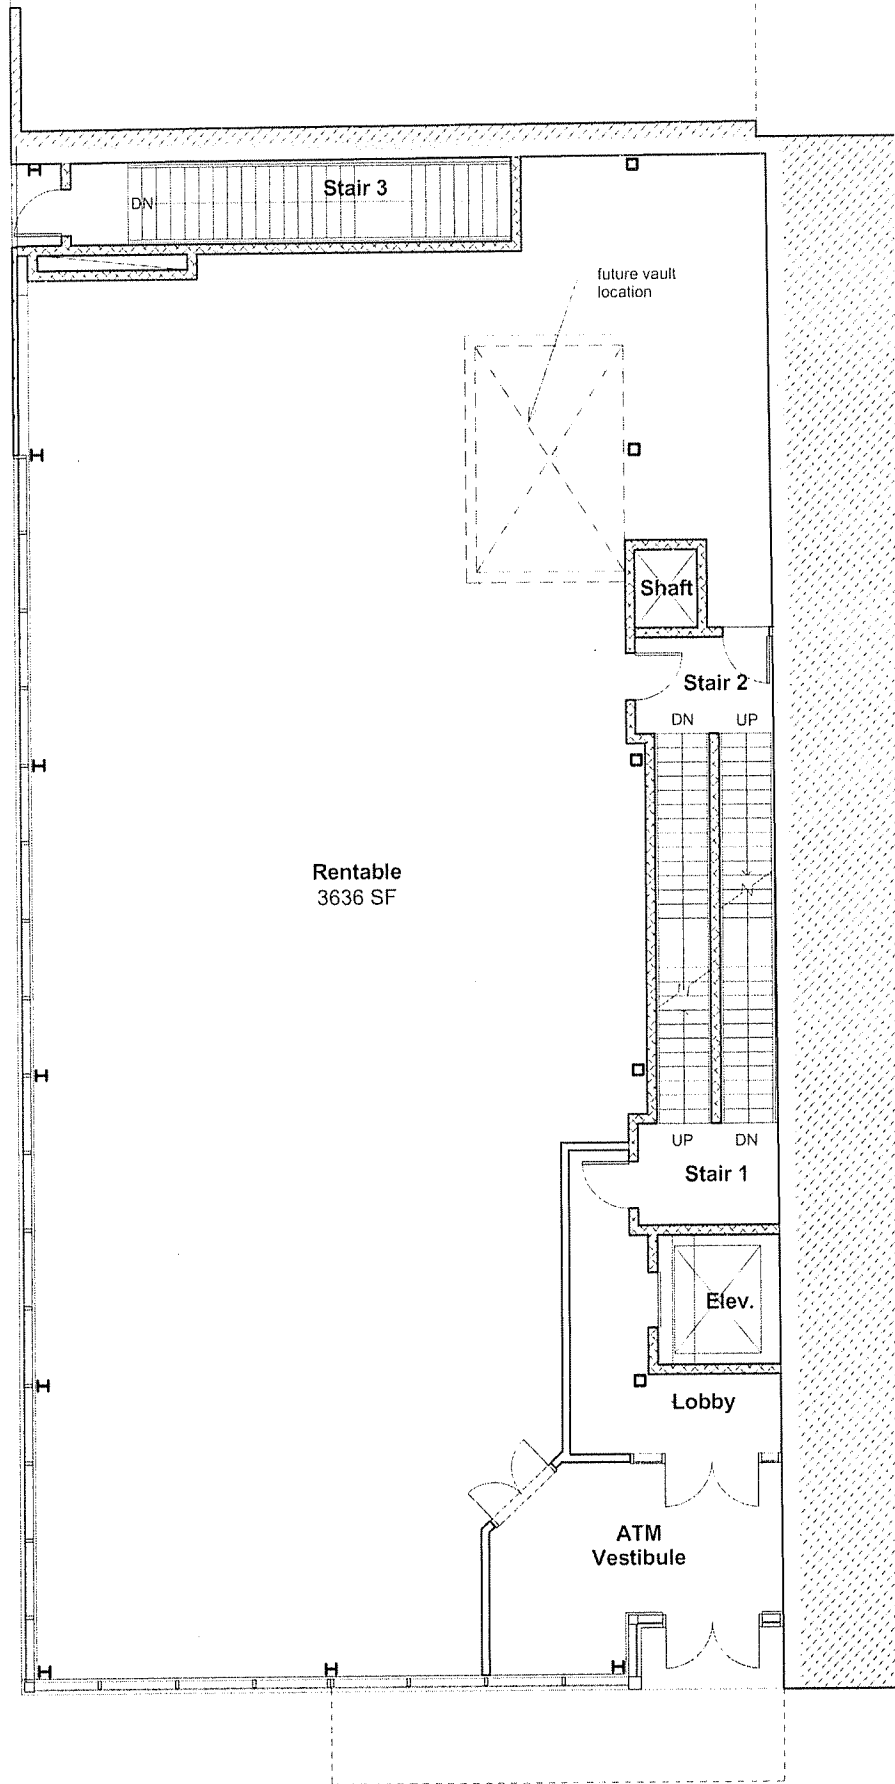 Stair 3
DN
future vault
location
Shaft
Stair 2
DN
UP
Rentable
3636 SF
UP
DN
Stair 1
Elev.
Lobby
ATM
Vestibule